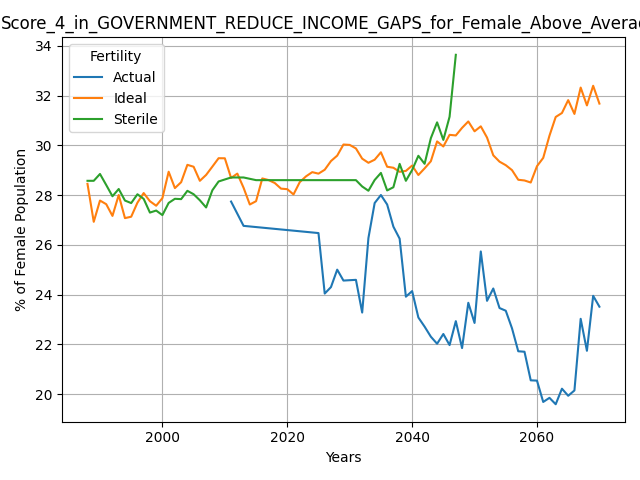 Score_4_in_GOVERNMENT_REDUCE_INCOME_GAPS_for_Female_Above_Avera
34
32
30
28
26
24
22
20
% of Female Population
Fertility
Actual
Ideal
Sterile
2000
2020
2040
2060
Years